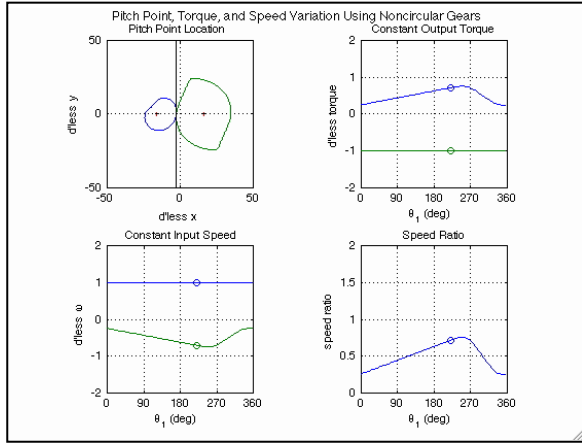 Pitch Point, Torque, and Speed Variation Using Noncircular Gears
Pitch Point Location
50
0
-50
-50
0
50
d'less y
d'less x
Constant Output Torque
2
1
0
-1
-2
0 90 180 270 360
d'less torque
θ1 (deg)
Constant Input Speed
2
1
0
-1
-2
0 90 180 270 360
d'less ω
θ1 (deg)
Speed Ratio
2
1.5
1
0.5
0
0 90 180 270 360
speed ratio
θ1 (deg)